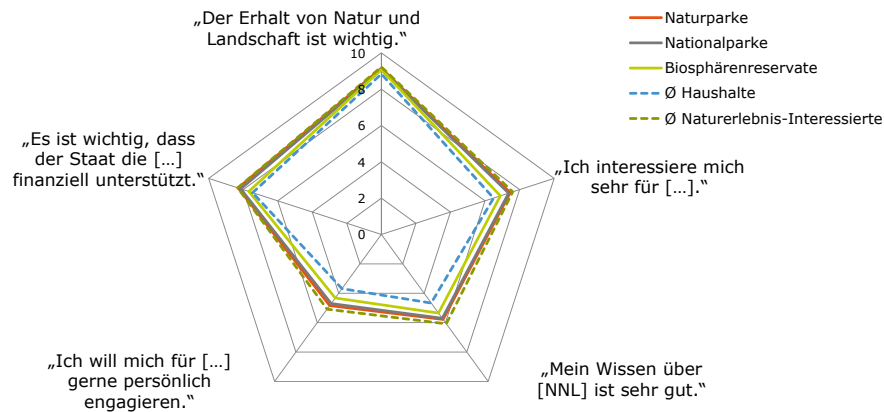 „Der Erhalt von Natur und
Landschaft ist wichtig.“
10
8
6
4
2
0
Naturparke
Nationalparke
Biosphärenreservate
Ø Haushalte
Ø Naturerlebnis-Interessierte
„Es ist wichtig, dass
der Staat die […]
finanziell unterstützt.“
„Ich interessiere mich
sehr für […].“
„Ich will mich für […]
gerne persönlich
engagieren.“
„Mein Wissen über
[NNL] ist sehr gut.“